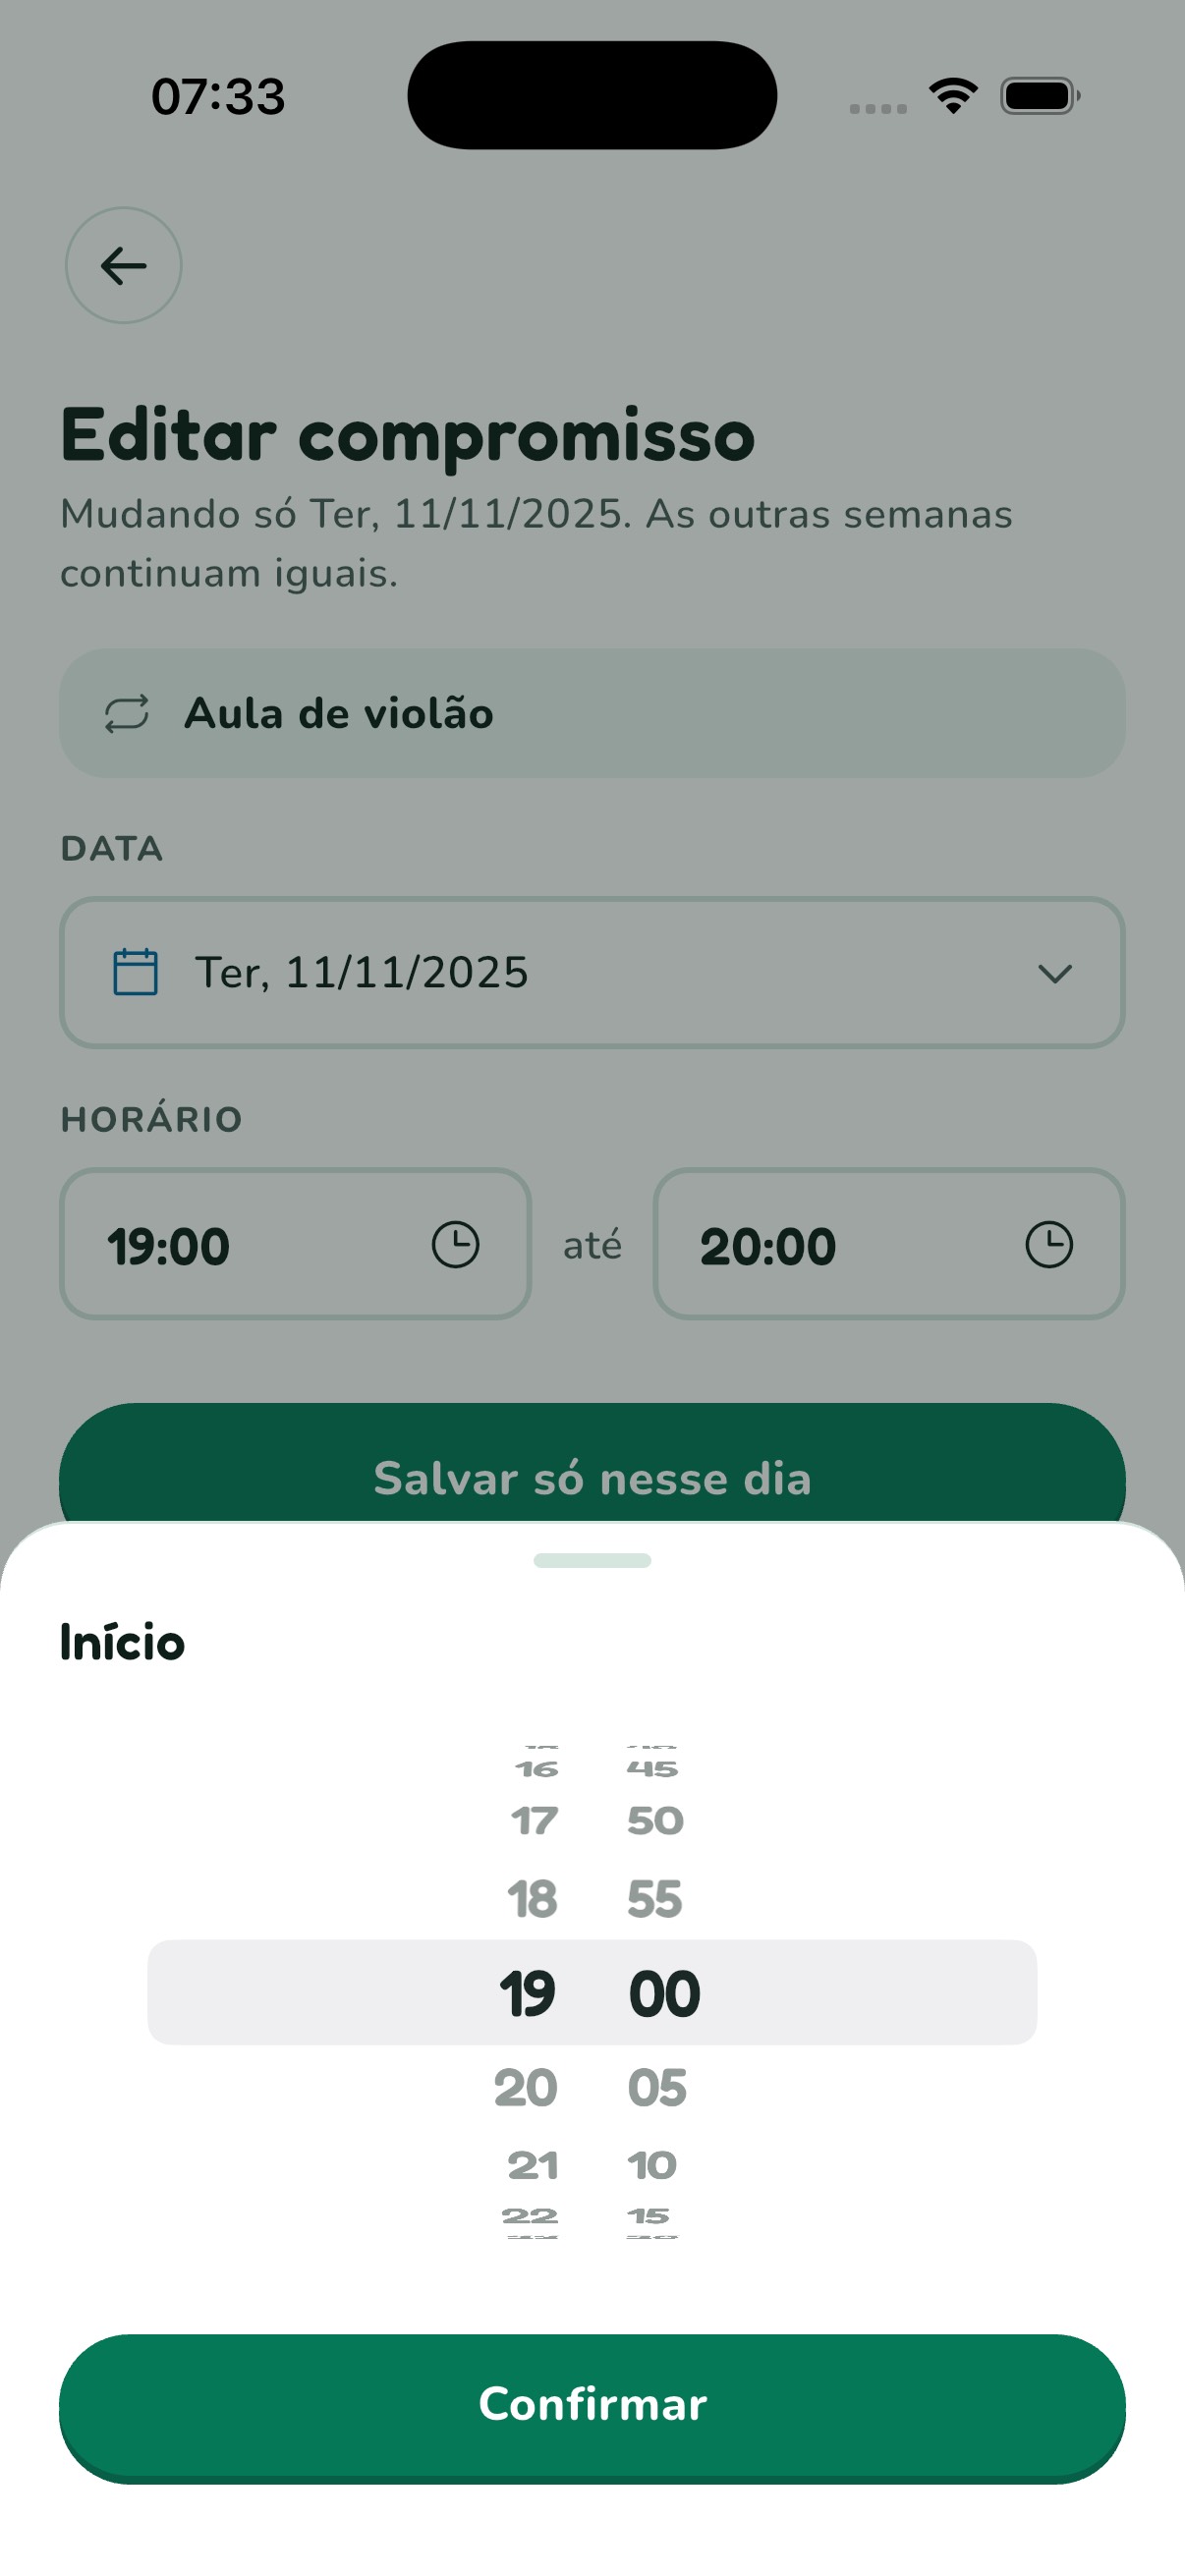 07:33
Editar compromisso
Mudando só Ter, 11/11/2025. As outras semanas
continuam iguais.
Aula de violão
DATA
Ter, 11/11/2025
HORÁRIO
19:00 até 20:00
Salvar só nesse dia
Início
16 45
17 50
18 55
19 00
20 05
21 10
22 15
Confirmar